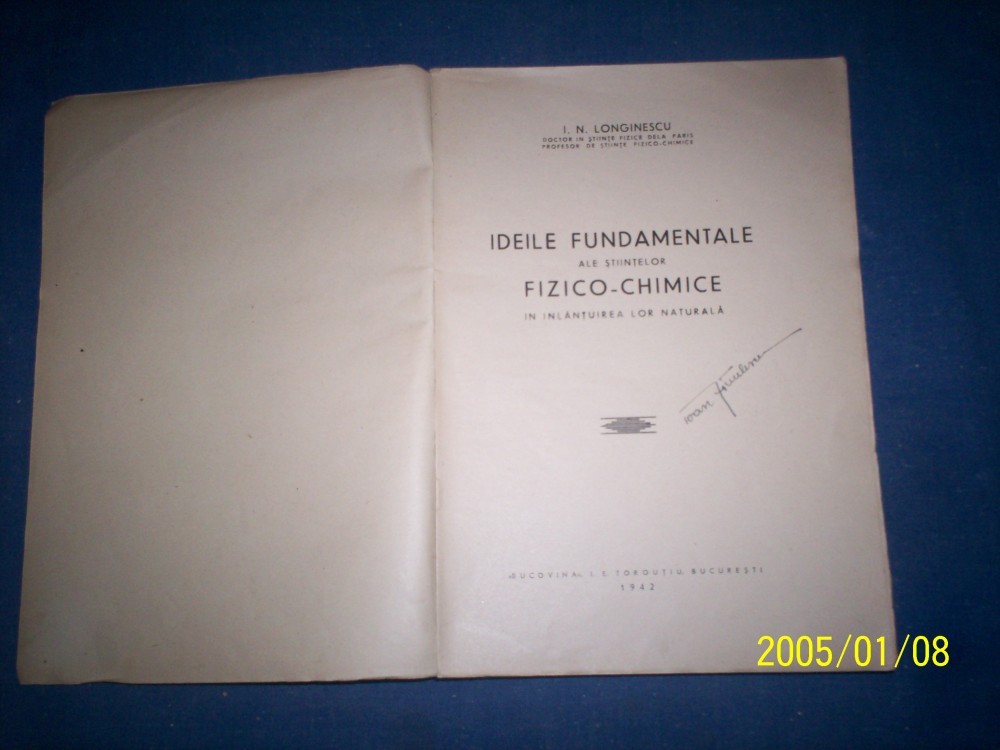 I. N. LONGINESCU
DOCTOR IN ȘTIINȚE FIZICE DELA PARIS
PROFESOR DE ȘTIINȚE FIZICO-CHIMICE
IDEILE FUNDAMENTALE
ALE ȘTIINȚELOR
FIZICO-CHIMICE
IN INLĂNȚUIREA LOR NATURALĂ
Ioan
«BUCOVINA», I. E. TOROUȚIU, BUCUREȘTI
1942
2005/01/08